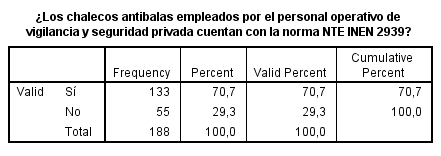 ¿Los chalecos antibalas empleados por el personal operativo de
vigilancia y seguridad privada cuentan con la norma NTE INEN 2939?
Frequency Percent Valid Percent Cumulative Percent
Valid Sí 133 70,7 70,7 70,7
No 55 29,3 29,3 100,0
Total 188 100,0 100,0